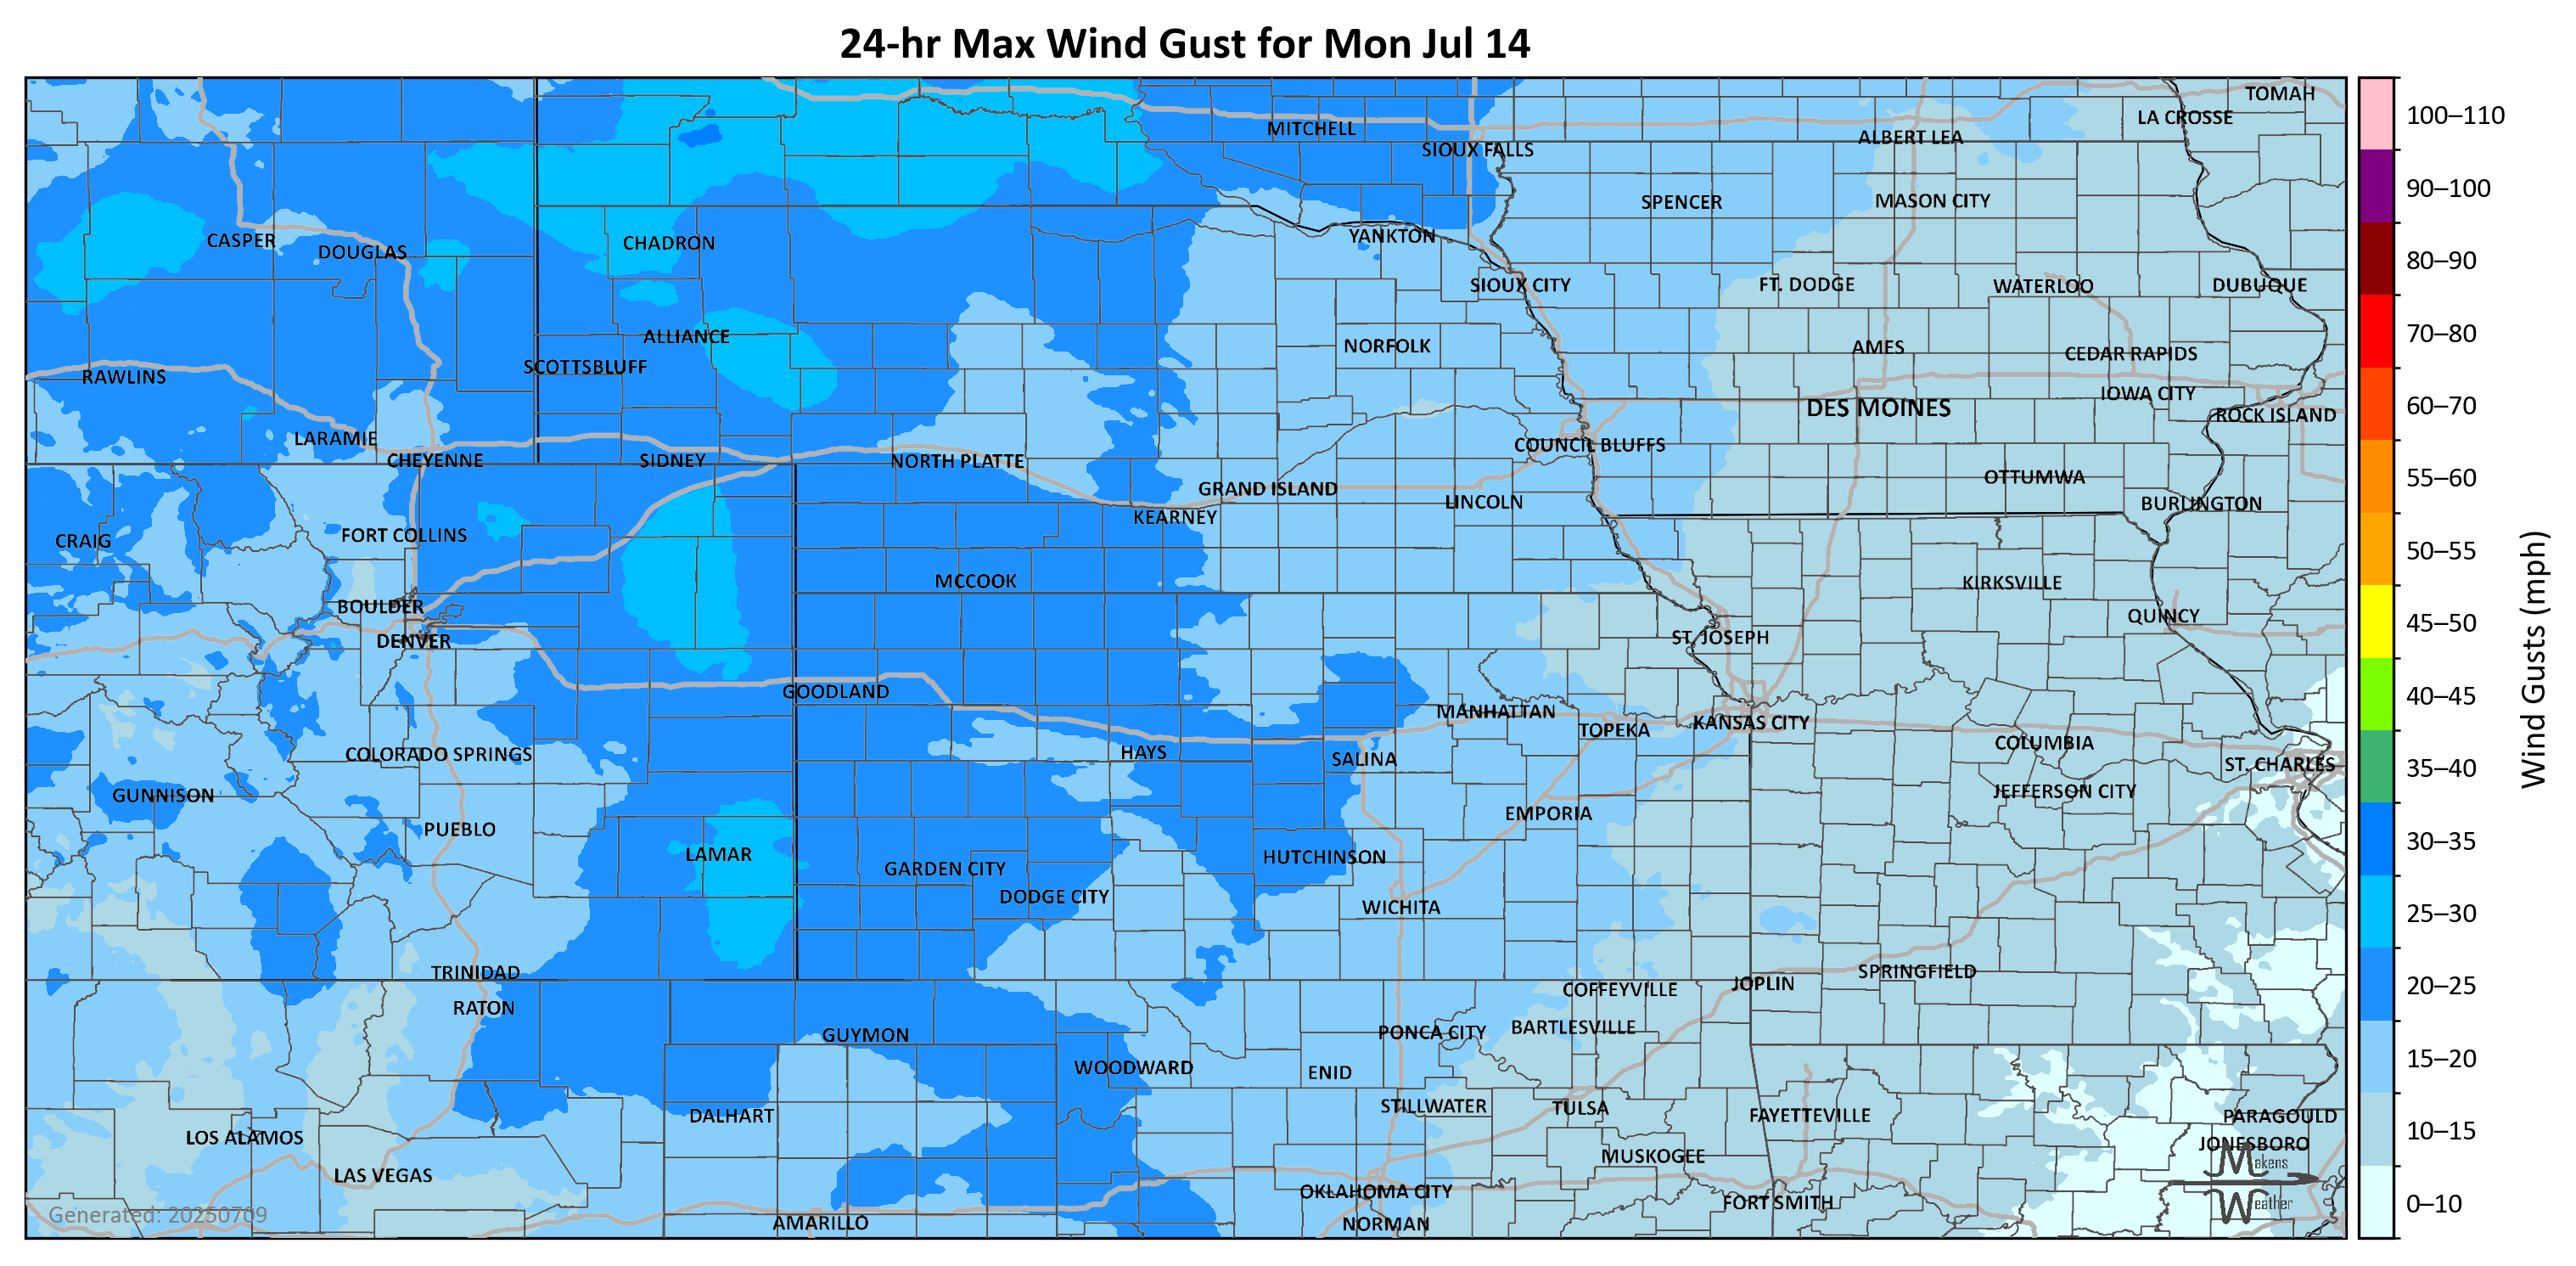 24-hr Max Wind Gust for Mon Jul 14
TOMAH
LA CROSSE
MITCHELL
ALBERT LEA
SIOUX FALLS
SPENCER
MASON CITY
CASPER
DOUGLAS
CHADRON
YANKTON
SIOUX CITY
FT. DODGE
WATERLOO
DUBUQUE
ALLIANCE
NORFOLK
AMES
CEDAR RAPIDS
SCOTTSBLUFF
RAWLINS
IOWA CITY
DES MOINES
ROCK ISLAND
LARAMIE
COUNCIL BLUFFS
CHEYENNE
SIDNEY
NORTH PLATTE
OTTUMWA
GRAND ISLAND
LINCOLN
BURLINGTON
KEARNEY
FORT COLLINS
CRAIG
MCCOOK
KIRKSVILLE
BOULDER
QUINCY
DENVER
ST. JOSEPH
GOODLAND
MANHATTAN
TOPEKA
KANSAS CITY
COLUMBIA
COLORADO SPRINGS
HAYS
SALINA
ST. CHARLES
GUNNISON
JEFFERSON CITY
EMPORIA
PUEBLO
LAMAR
HUTCHINSON
GARDEN CITY
DODGE CITY
WICHITA
TRINIDAD
SPRINGFIELD
JOPLIN
COFFEYVILLE
RATON
GUYMON
PONCA CITY
BARTLESVILLE
WOODWARD
ENID
DALHART
STILLWATER
TULSA
FAYETTEVILLE
PARAGOULD
LOS ALAMOS
JONESBORO
MUSKOGEE
LAS VEGAS
OKLAHOMA CITY
FORT SMITH
AMARILLO
NORMAN
Generated: 20250709
Makens
Weather
100–110
90–100
80–90
70–80
60–70
55–60
50–55
45–50
40–45
35–40
30–35
25–30
20–25
15–20
10–15
0–10
Wind Gusts (mph)